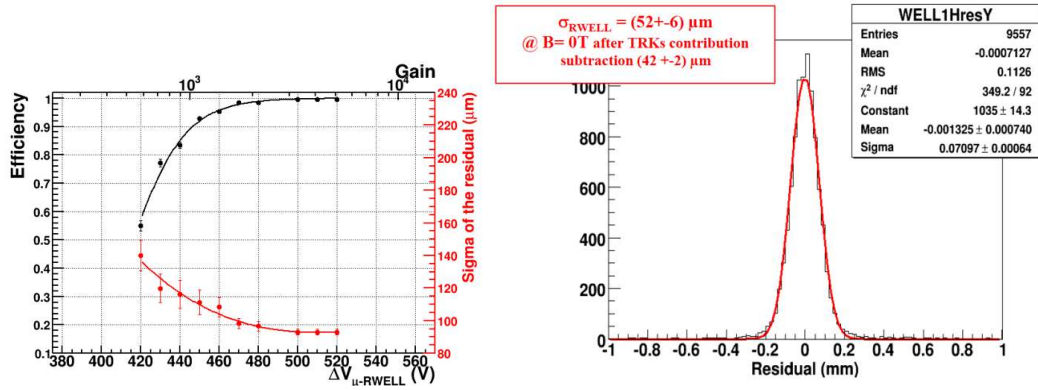 10³
Gain
10⁴
Efficiency
1
0.9
0.8
0.7
0.6
0.5
0.4
0.3
0.2
0.1
240
220
200
180
160
140
120
100
80
Sigma of the residual (μm)
380 400 420 440 460 480 500 520 540 560
ΔV μ-RWELL (V)
σRWELL = (52+-6) μm
@ B= 0T after TRKs contribution
subtraction (42 +-2) μm
WELL1HresY
Entries 9557
Mean -0.0007127
RMS 0.1126
χ² / ndf 349.2 / 92
Constant 1035 ± 14.3
Mean -0.001325 ± 0.000740
Sigma 0.07097 ± 0.00064
1000
800
600
400
200
0
-1 -0.8 -0.6 -0.4 -0.2 0 0.2 0.4 0.6 0.8 1
Residual (mm)